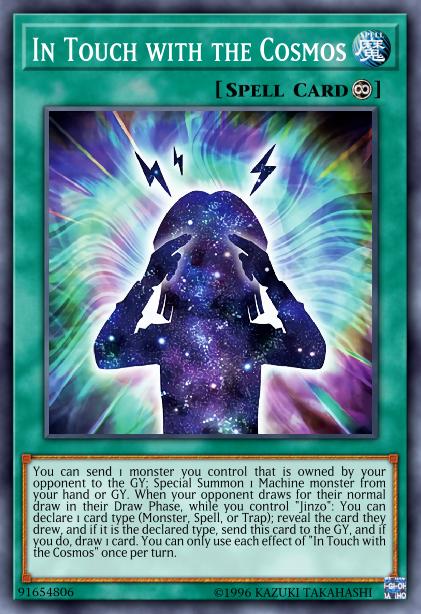 In Touch with the Cosmos
[Spell Card]
You can send 1 monster you control that is owned by your
opponent to the GY; Special Summon 1 Machine monster from
your hand or GY. When your opponent draws for their normal
draw in their Draw Phase, while you control "Jinzo": You can
declare 1 card type (Monster, Spell, or Trap); reveal the card they
drew, and if it is the declared type, send this card to the GY, and if
you do, draw 1 card. You can only use each effect of "In Touch with
the Cosmos" once per turn.
91654806
©1996 KAZUKI TAKAHASHI